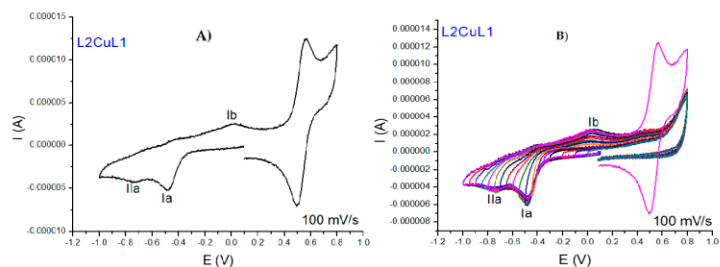 A)
L2CuL1
0.000015
0.000010
0.000005
0.000000
-0.000005
-0.000010
I (A)
Ib
IIa
Ia
100 mV/s
-1.2 -1.0 -0.8 -0.6 -0.4 -0.2 0.0 0.2 0.4 0.6 0.8 1.0
E (V)
B)
L2CuL1
0.000014
0.000012
0.000010
0.000008
0.000006
0.000004
0.000002
0.000000
-0.000002
-0.000004
-0.000006
-0.000008
I (A)
Ib
IIa
Ia
100 mV/s
-1.2 -1.0 -0.8 -0.6 -0.4 -0.2 0.0 0.2 0.4 0.6 0.8 1.0
E (V)